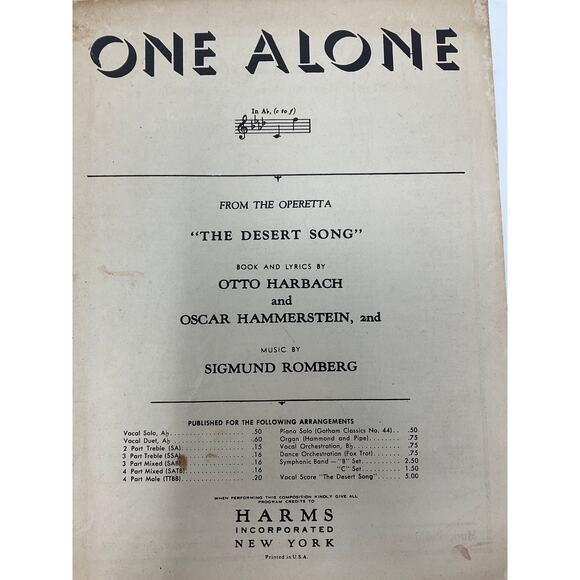 ONE ALONE
In A♭, (c to f)
FROM THE OPERETTA
“THE DESERT SONG”
BOOK AND LYRICS BY
OTTO HARBACH
and
OSCAR HAMMERSTEIN, 2nd
MUSIC BY
SIGMUND ROMBERG
PUBLISHED FOR THE FOLLOWING ARRANGEMENTS
Vocal Solo, A♭ .50
Vocal Duet, A♭ .60
2 Part Treble (SA) .15
3 Part Treble (SSA) .16
3 Part Mixed (SAB) .16
4 Part Mixed (SATB) .16
4 Part Male (TTBB) .20
Piano Solo (Gotham Classics No. 44) .50
Organ (Hammond and Pipe) .75
Vocal Orchestration, B♭ .75
Dance Orchestration (Fox Trot) .75
Symphonic Band — "B" Set 2.50
"C" Set 1.50
Vocal Score "The Desert Song" 5.00
WHEN PERFORMING THIS COMPOSITION KINDLY GIVE ALL
PROGRAM CREDITS TO
HARMS
INCORPORATED
NEW YORK
Printed in U.S.A.